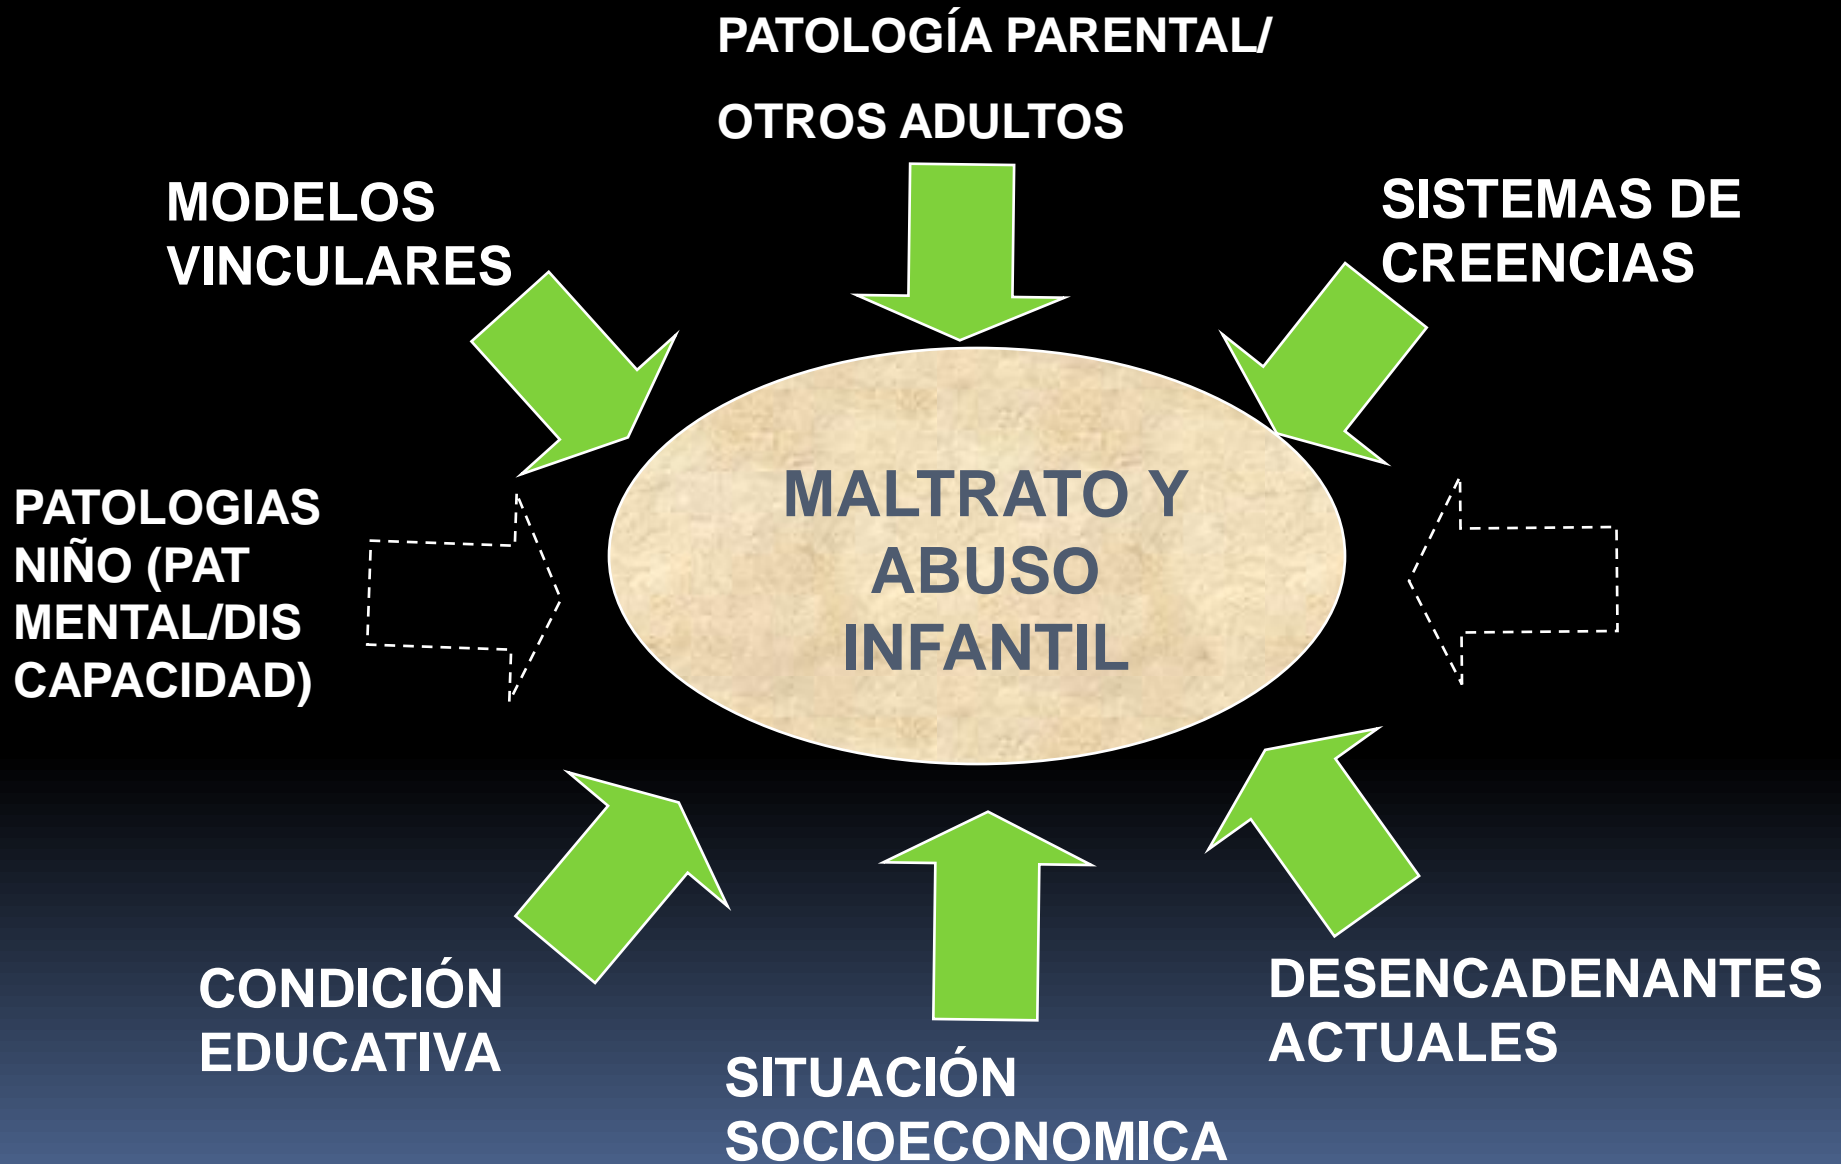 PATOLOGÍA PARENTAL/
OTROS ADULTOS
MODELOS
VINCULARES
SISTEMAS DE
CREENCIAS
PATOLOGIAS
NIÑO (PAT
MENTAL/DIS
CAPACIDAD)
MALTRATO Y
ABUSO
INFANTIL
CONDICIÓN
EDUCATIVA
SITUACIÓN
SOCIOECONOMICA
DESENCADENANTES
ACTUALES